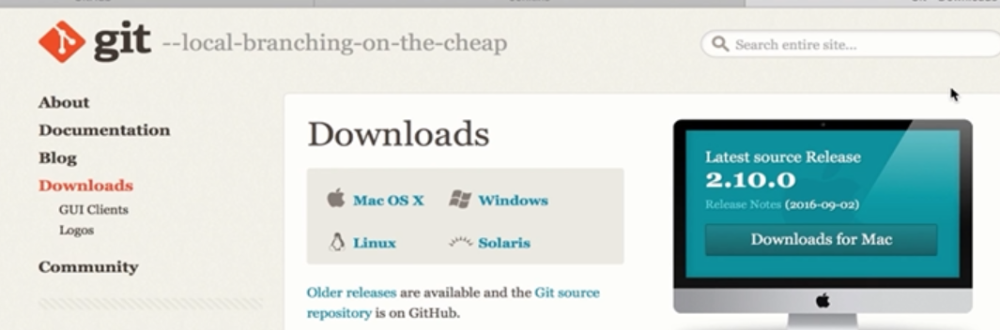 git --local-branching-on-the-cheap
Search entire site...
About
Documentation
Blog
Downloads
GUI Clients
Logos
Community
Downloads
Mac OS X
Windows
Linux
Solaris
Older releases are available and the Git source
repository is on GitHub.
Latest source Release
2.10.0
Release Notes (2016-09-02)
Downloads for Mac